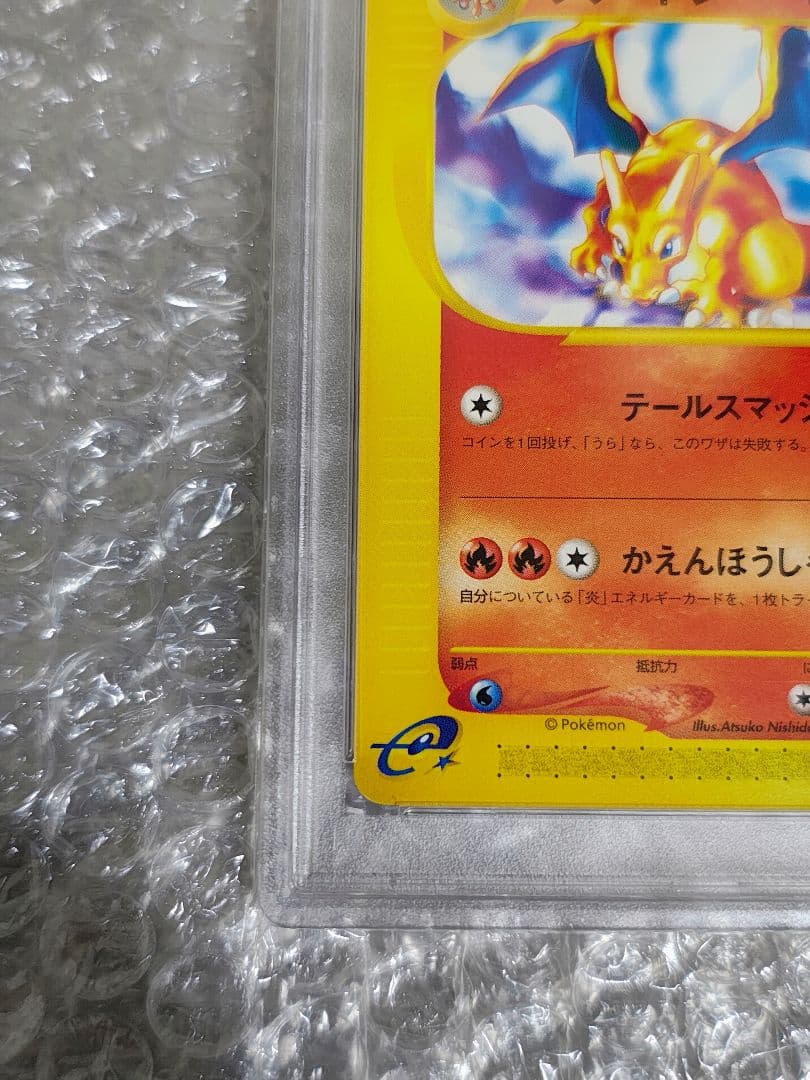 テールスマッシ
コインを1回投げ、「うら」なら、このワザは失敗する。
かえんほうし
自分についている「炎」エネルギーカードを、1枚トラ
弱点
抵抗力
©Pokémon
Illus.Atsuko Nishid
e